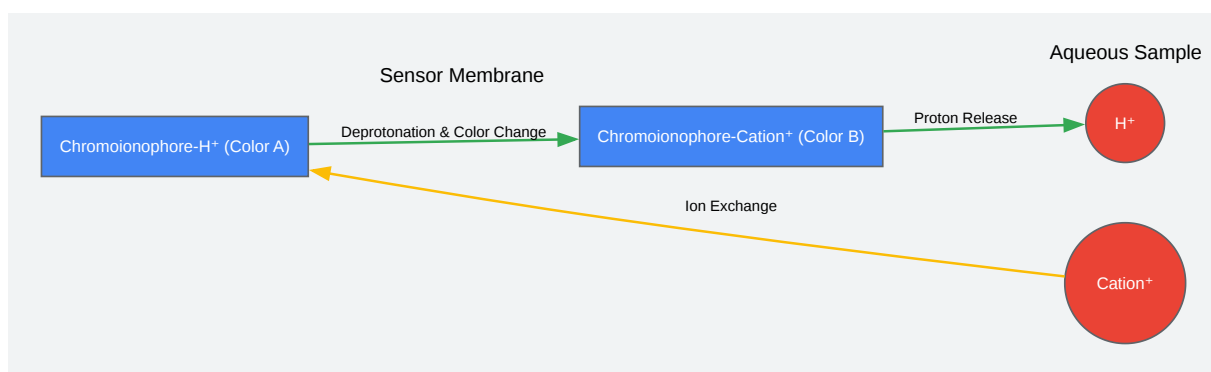 Aqueous Sample
Sensor Membrane
Chromoionophore-H⁺ (Color A)
Deprotonation & Color Change
Chromoionophore-Cation⁺ (Color B)
Proton Release
H⁺
Ion Exchange
Cation⁺